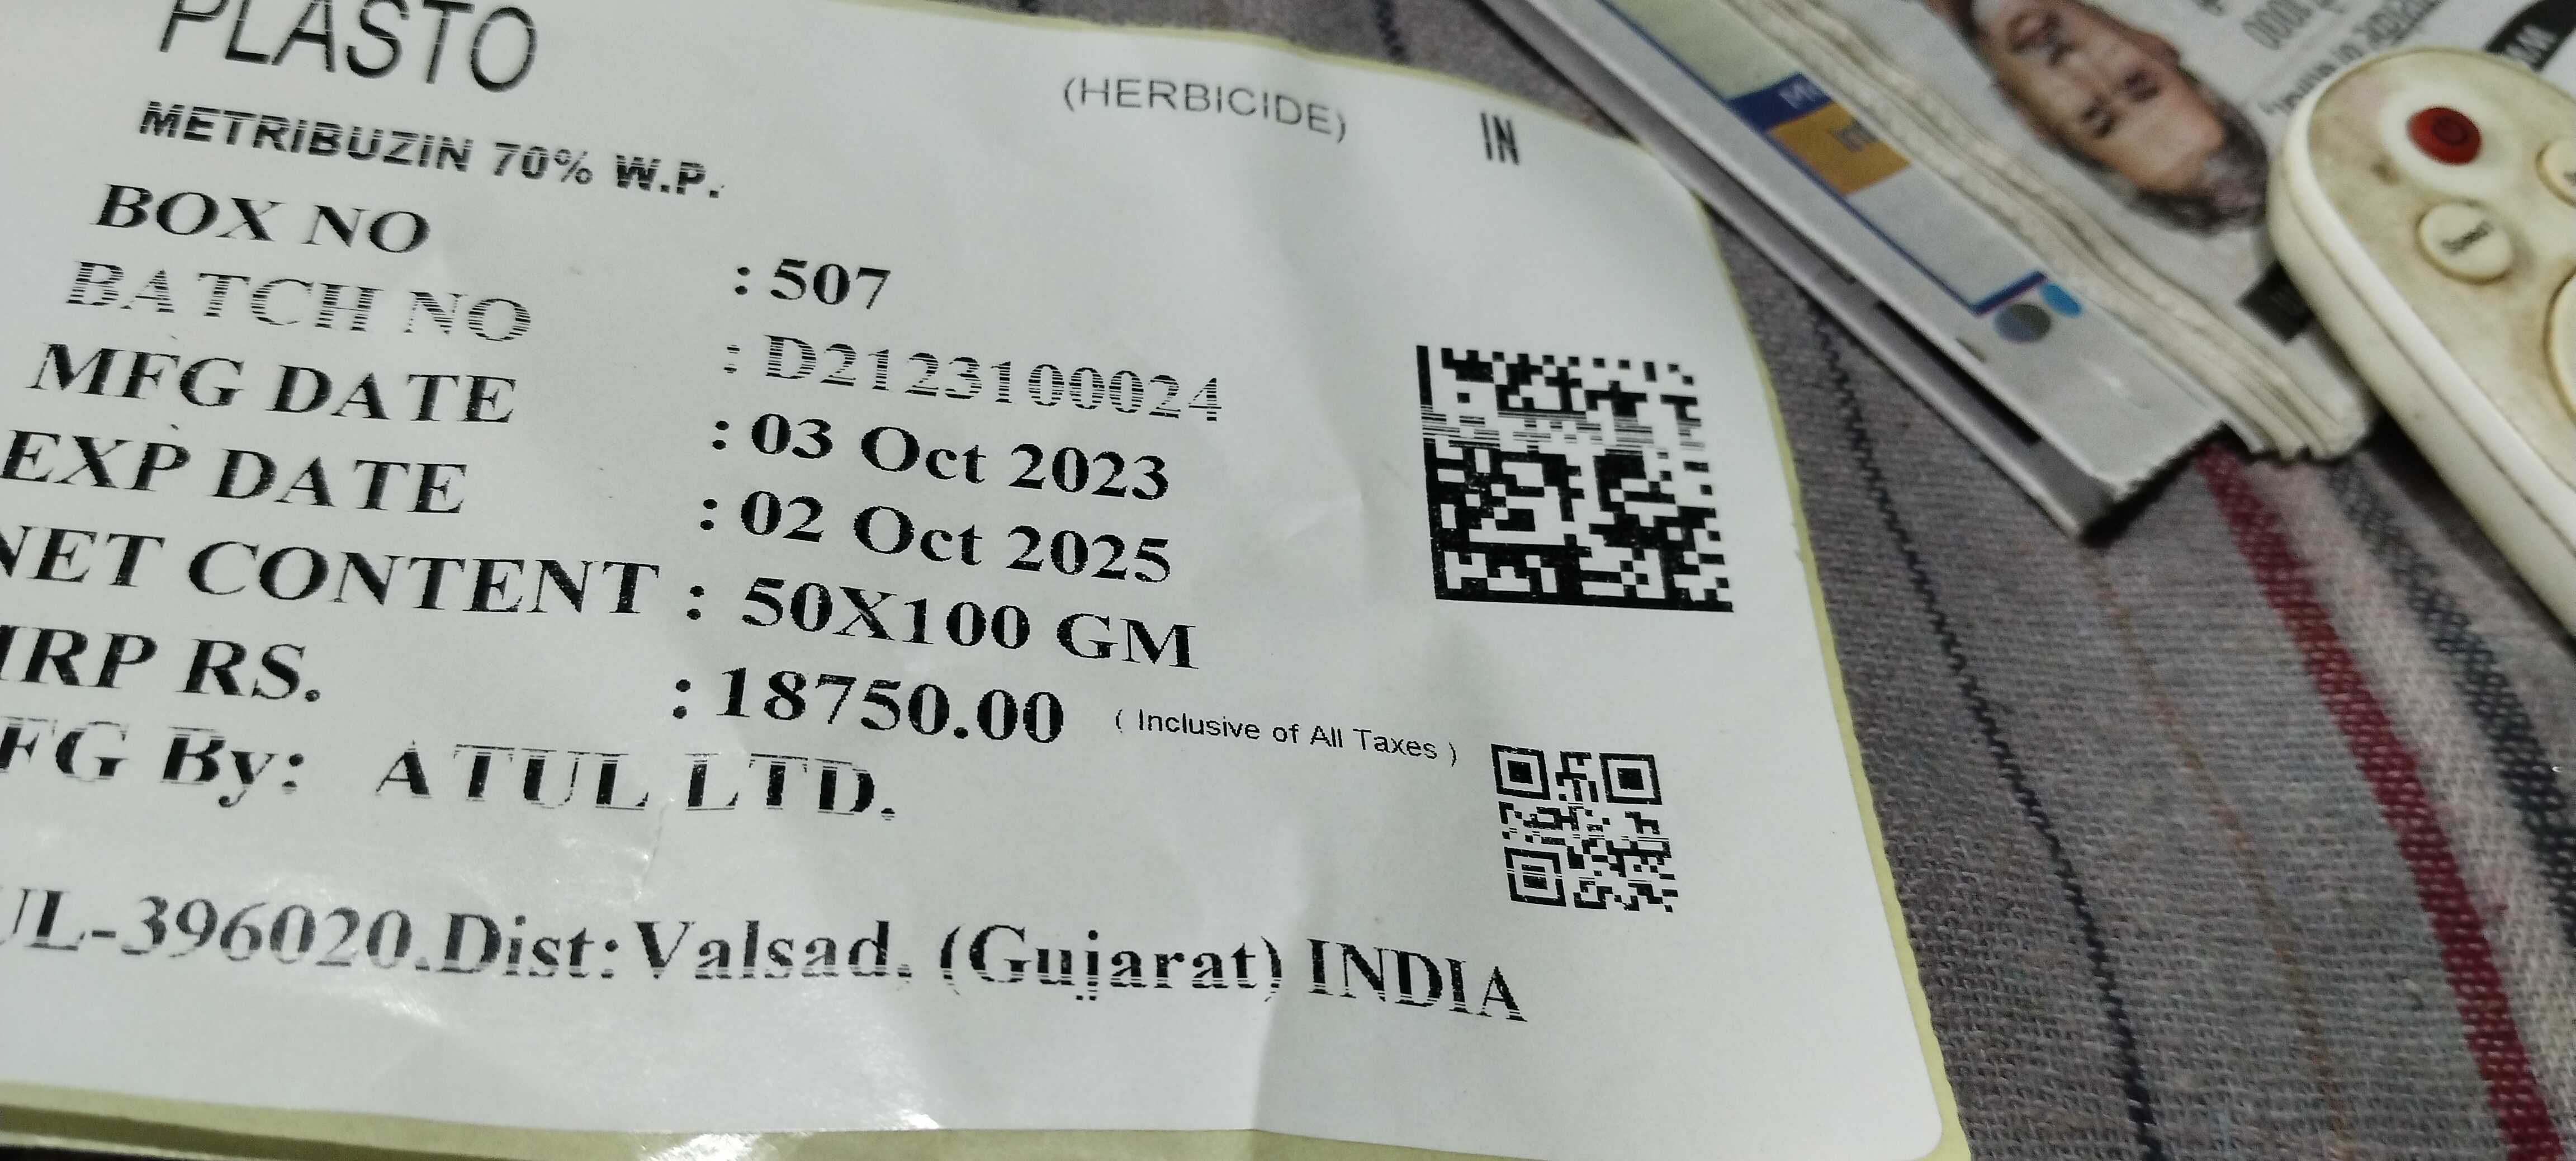 PLASTO
(HERBICIDE) IN
METRIBUZIN 70% W.P.
BOX NO : 507
BATCH NO : D2123100024
MFG DATE : 03 Oct 2023
EXP DATE : 02 Oct 2025
NET CONTENT : 50X100 GM
MRP RS. : 18750.00 ( Inclusive of All Taxes )
FG By: ATUL LTD.
UL-396020.Dist: Valsad. (Gujarat) INDIA